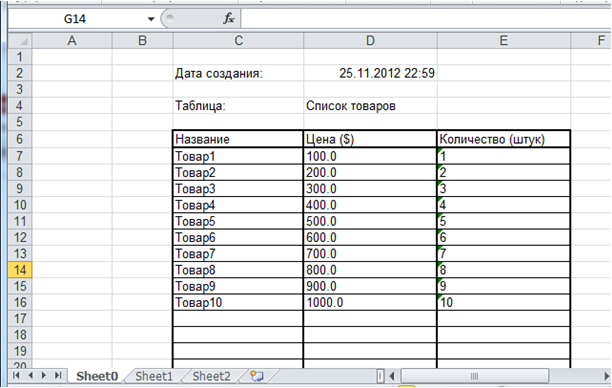 G14 fx
A B C D E F
1
2 Дата создания: 25.11.2012 22:59
3
4 Таблица: Список товаров
5
6 Название Цена ($) Количество (штук)
7 Товар1 100.0 1
8 Товар2 200.0 2
9 Товар3 300.0 3
10 Товар4 400.0 4
11 Товар5 500.0 5
12 Товар6 600.0 6
13 Товар7 700.0 7
14 Товар8 800.0 8
15 Товар9 900.0 9
16 Товар10 1000.0 10
17
18
19
20
Sheet0 Sheet1 Sheet2